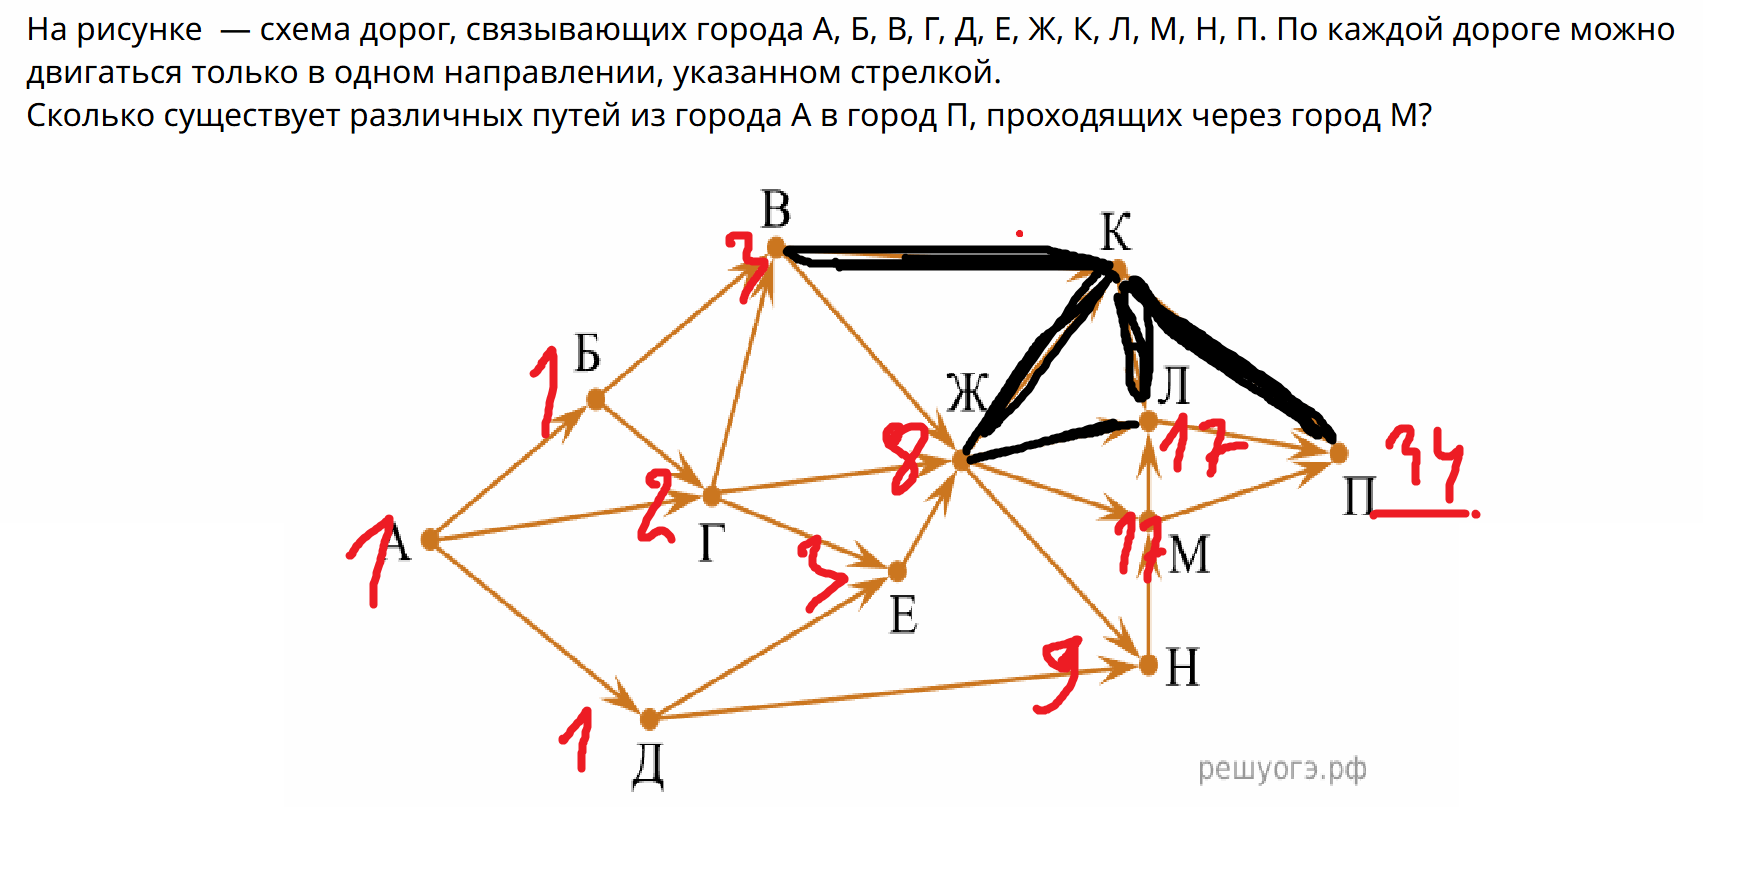 На рисунке — схема дорог, связывающих города А, Б, В, Г, Д, Е, Ж, К, Л, М, Н, П. По каждой дороге можно
двигаться только в одном направлении, указанном стрелкой.
Сколько существует различных путей из города А в город П, проходящих через город М?
В
К
3
Б
1
Л
Ж
17
8
34
П
2
Г
А
1
3
17
М
Е
9
Н
1
Д
решуогэ.рф